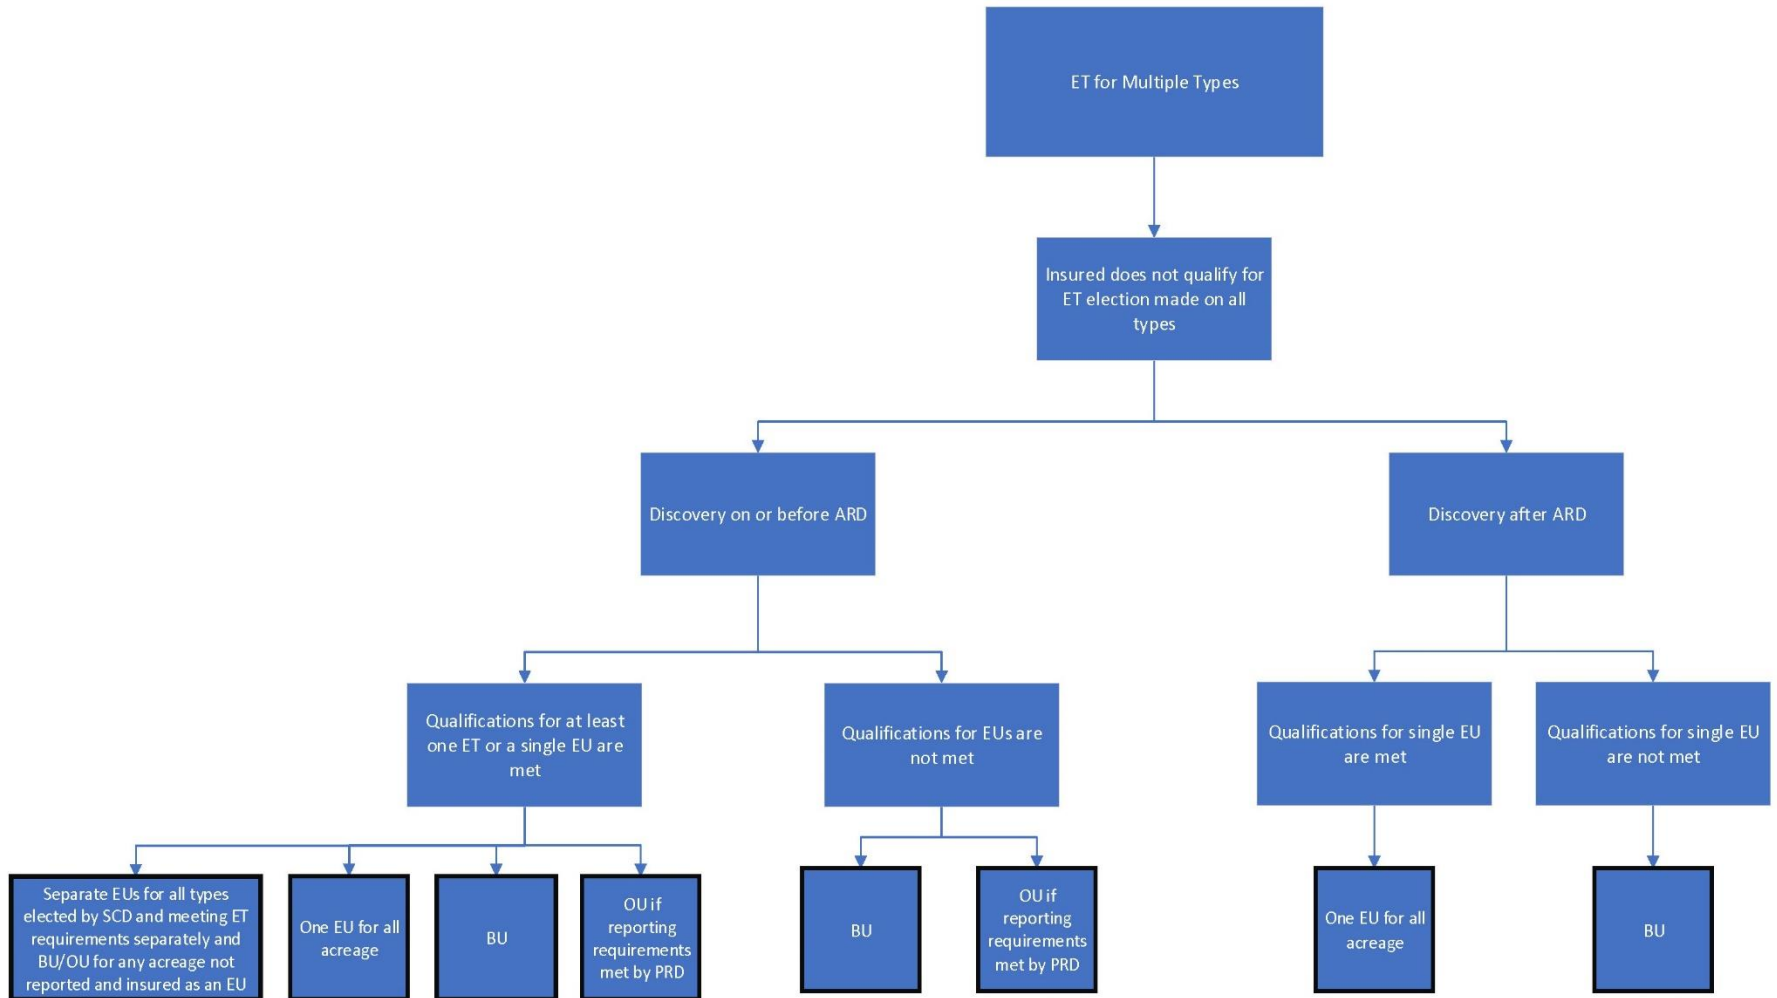 ET for Multiple Types
Insured does not qualify for
ET election made on all
types
Discovery on or before ARD
Discovery after ARD
Qualifications for at least
one ET or a single EU are
met
Qualifications for EUs are
not met
Qualifications for single EU
are met
Qualifications for single EU
are not met
Separate EUs for all types
elected by SCD and meeting ET
requirements separately and
BU/OU for any acreage not
reported and insured as an EU
One EU for all
acreage
BU
OU if
reporting
requirements
met by PRD
BU
OU if
reporting
requirements
met by PRD
One EU for all
acreage
BU